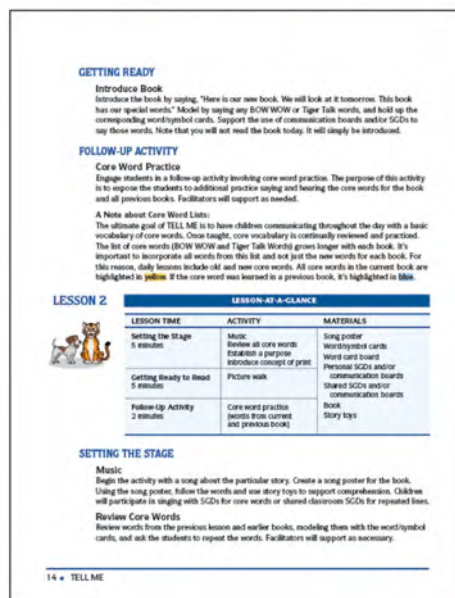 GETTING READY
Introduce Book
Introduce the book by saying, "Here is our new book. We will look at it tomorrow. This book
has our special words." Model by saying any BOW WOW or Tiger Talk words, and hold up the
corresponding word/symbol cards. Support the use of communication boards and/or SGDs to
say those words. Note that you will not read the book today. It will simply be introduced.
FOLLOW-UP ACTIVITY
Core Word Practice
Engage students in a follow-up activity involving core word practice. The purpose of this activity
is to expose the students to additional practice saying and hearing the core words for the book
and all previous books. Facilitators will support as needed.
A Note about Core Word Lists:
The ultimate goal of TELL ME is to have children communicating throughout the day with a basic
vocabulary of core words. Once taught, core vocabulary is continually reviewed and practiced.
The list of core words (BOW WOW and Tiger Talk Words) grows longer with each book. It's
important to incorporate all words from this list and not just the new words for each book. For
this reason, daily lessons include old and new core words. All core words in the current book are
highlighted in yellow. If the core word was learned in a previous book, it's highlighted in blue.
LESSON 2
LESSON-AT-A-GLANCE
LESSON TIME ACTIVITY MATERIALS
Setting the Stage
5 minutes
Music
Review all core words
Establish a purpose
Introduce concept of print
Getting Ready to Read
5 minutes
Picture walk
Follow-Up Activity
2 minutes
Core word practice
(words from current
and previous book)
Song poster
Word/symbol cards
Word card board
Personal SGDs and/or
communication boards
Shared SGDs and/or
communication boards
Book
Story toys
SETTING THE STAGE
Music
Begin the activity with a song about the particular story. Create a song poster for the book.
Using the song poster, follow the words and use story toys to support comprehension. Children
will participate in singing with SGDs for core words or shared classroom SGDs for repeated lines.
Review Core Words
Review words from the previous lesson and earlier books, modeling them with the word/symbol
cards, and ask the students to repeat the words. Facilitators will support as necessary.
14 • TELL ME